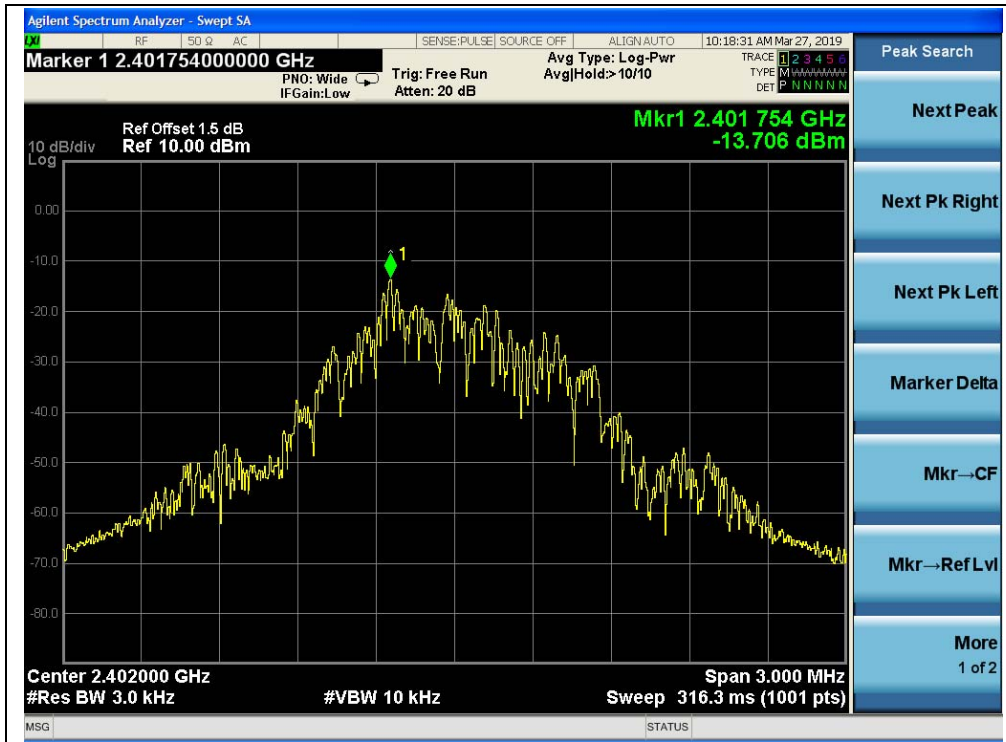 Agilent Spectrum Analyzer - Swept SA
LXI RF 50 Ω AC SENSE:PULSE SOURCE OFF ALIGN AUTO 10:18:31 AM Mar 27, 2019
Marker 1 2.401754000000 GHz
PNO: Wide
IFGain:Low
Trig: Free Run
Atten: 20 dB
Avg Type: Log-Pwr
Avg|Hold:>10/10
TRACE 1 2 3 4 5 6
TYPE M
DET P N N N N N
Peak Search
Mkr1 2.401 754 GHz
-13.706 dBm
Ref Offset 1.5 dB
10 dB/div Ref 10.00 dBm
Log
0.00
-10.0
-20.0
-30.0
-40.0
-50.0
-60.0
-70.0
-80.0
1
Center 2.402000 GHz Span 3.000 MHz
#Res BW 3.0 kHz #VBW 10 kHz Sweep 316.3 ms (1001 pts)
MSG STATUS
Next Peak
Next Pk Right
Next Pk Left
Marker Delta
Mkr→CF
Mkr→Ref Lvl
More
1 of 2